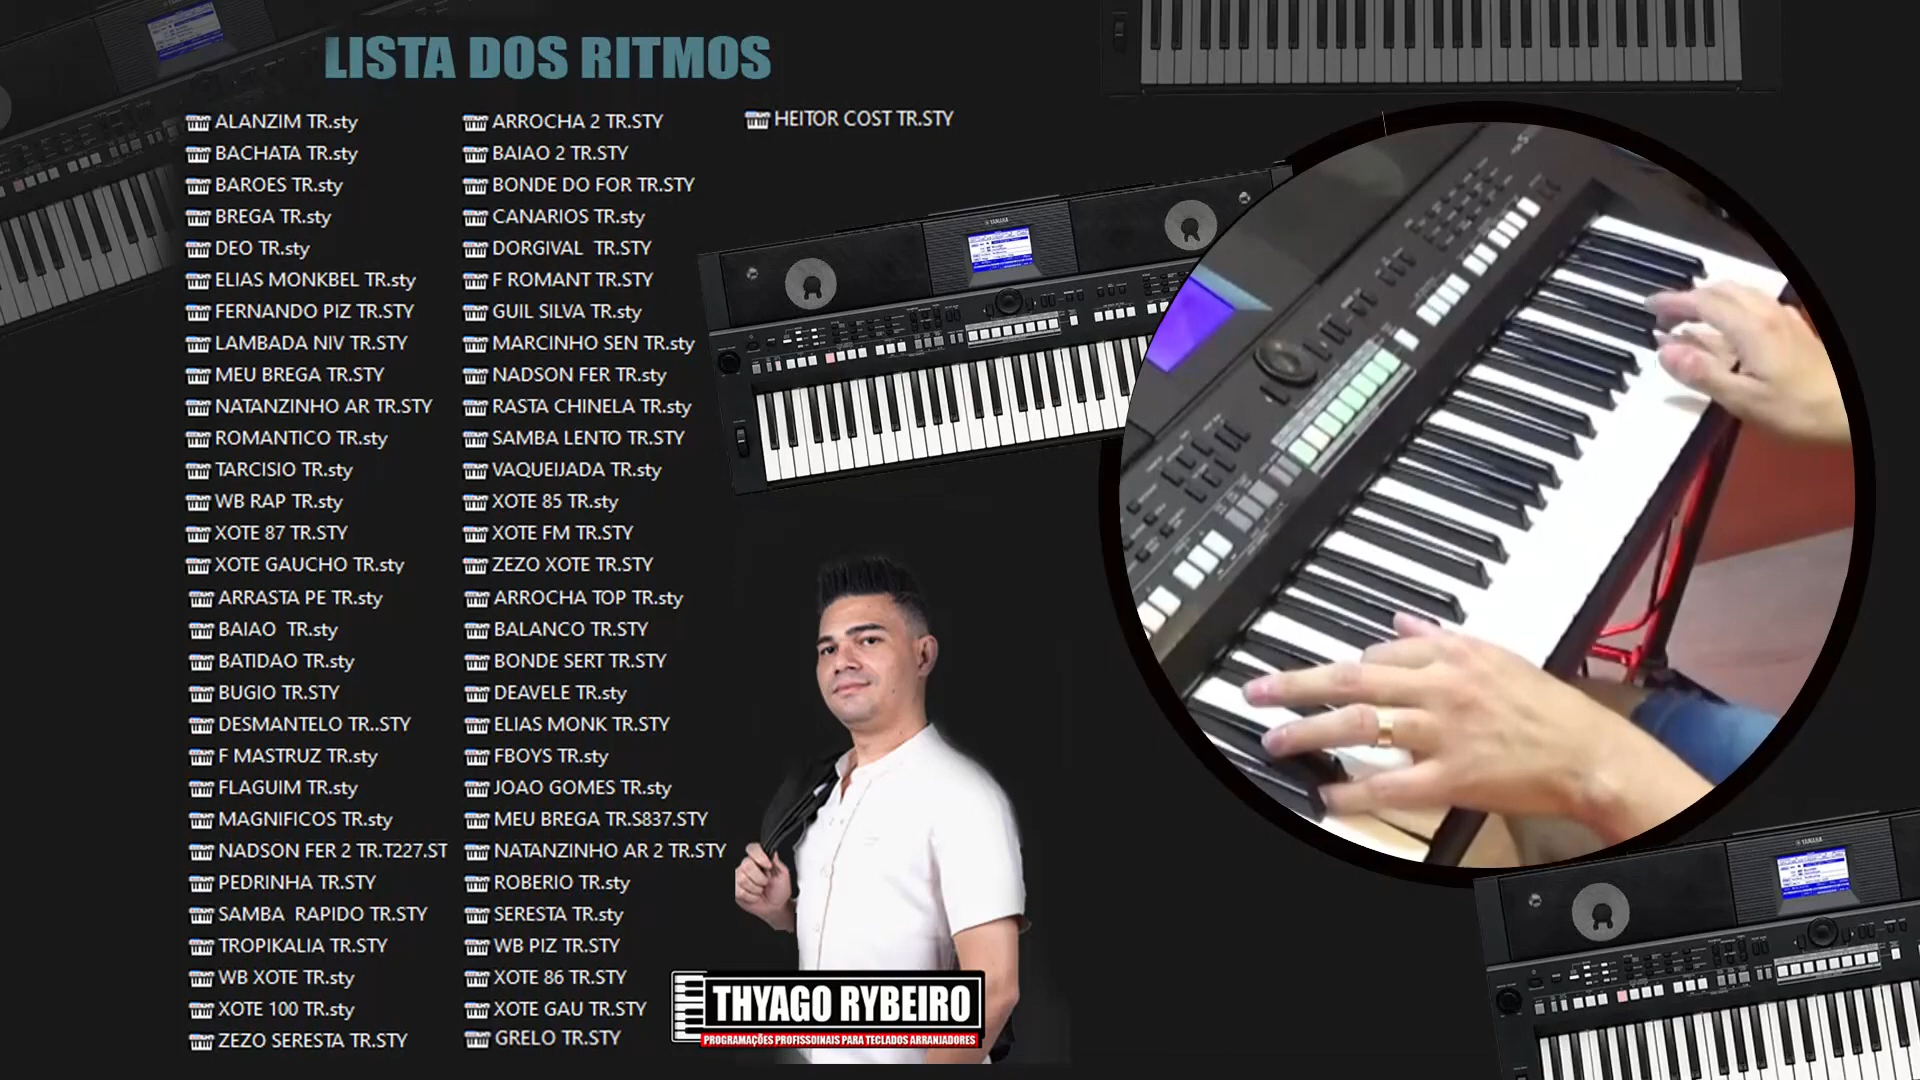 LISTA DOS RITMOS
ALANZIM TR.sty
BACHATA TR.sty
BAROES TR.sty
BREGA TR.sty
DEO TR.sty
ELIAS MONKBEL TR.sty
FERNANDO PIZ TR.STY
LAMBADA NIV TR.STY
MEU BREGA TR.STY
NATANZINHO AR TR.STY
ROMANTICO TR.sty
TARCISIO TR.sty
WB RAP TR.sty
XOTE 87 TR.STY
XOTE GAUCHO TR.sty
ARRASTA PE TR.sty
BAIAO  TR.sty
BATIDAO TR.sty
BUGIO TR.STY
DESMANTELO TR..STY
F MASTRUZ TR.sty
FLAGUIM TR.sty
MAGNIFICOS TR.sty
NADSON FER 2 TR.T227.ST
PEDRINHA TR.STY
SAMBA  RAPIDO TR.STY
TROPIKALIA TR.STY
WB XOTE TR.sty
XOTE 100 TR.sty
ZEZO SERESTA TR.STY
ARROCHA 2 TR.STY
BAIAO 2 TR.STY
BONDE DO FOR TR.STY
CANARIOS TR.sty
DORGIVAL  TR.STY
F ROMANT TR.STY
GUIL SILVA TR.sty
MARCINHO SEN TR.sty
NADSON FER TR.sty
RASTA CHINELA TR.sty
SAMBA LENTO TR.STY
VAQUEIJADA TR.sty
XOTE 85 TR.sty
XOTE FM TR.STY
ZEZO XOTE TR.STY
ARROCHA TOP TR.sty
BALANCO TR.STY
BONDE SERT TR.STY
DEAVELE TR.sty
ELIAS MONK TR.STY
FBOYS TR.sty
JOAO GOMES TR.sty
MEU BREGA TR.S837.STY
NATANZINHO AR 2 TR.STY
ROBERIO TR.sty
SERESTA TR.sty
WB PIZ TR.STY
XOTE 86 TR.STY
XOTE GAU TR.STY
GRELO TR.STY
HEITOR COST TR.STY
YAMAHA
THYAGO RYBEIRO
PROGRAMAÇÕES PROFISSOINAIS PARA TECLADOS ARRANJADORES
YAMAHA